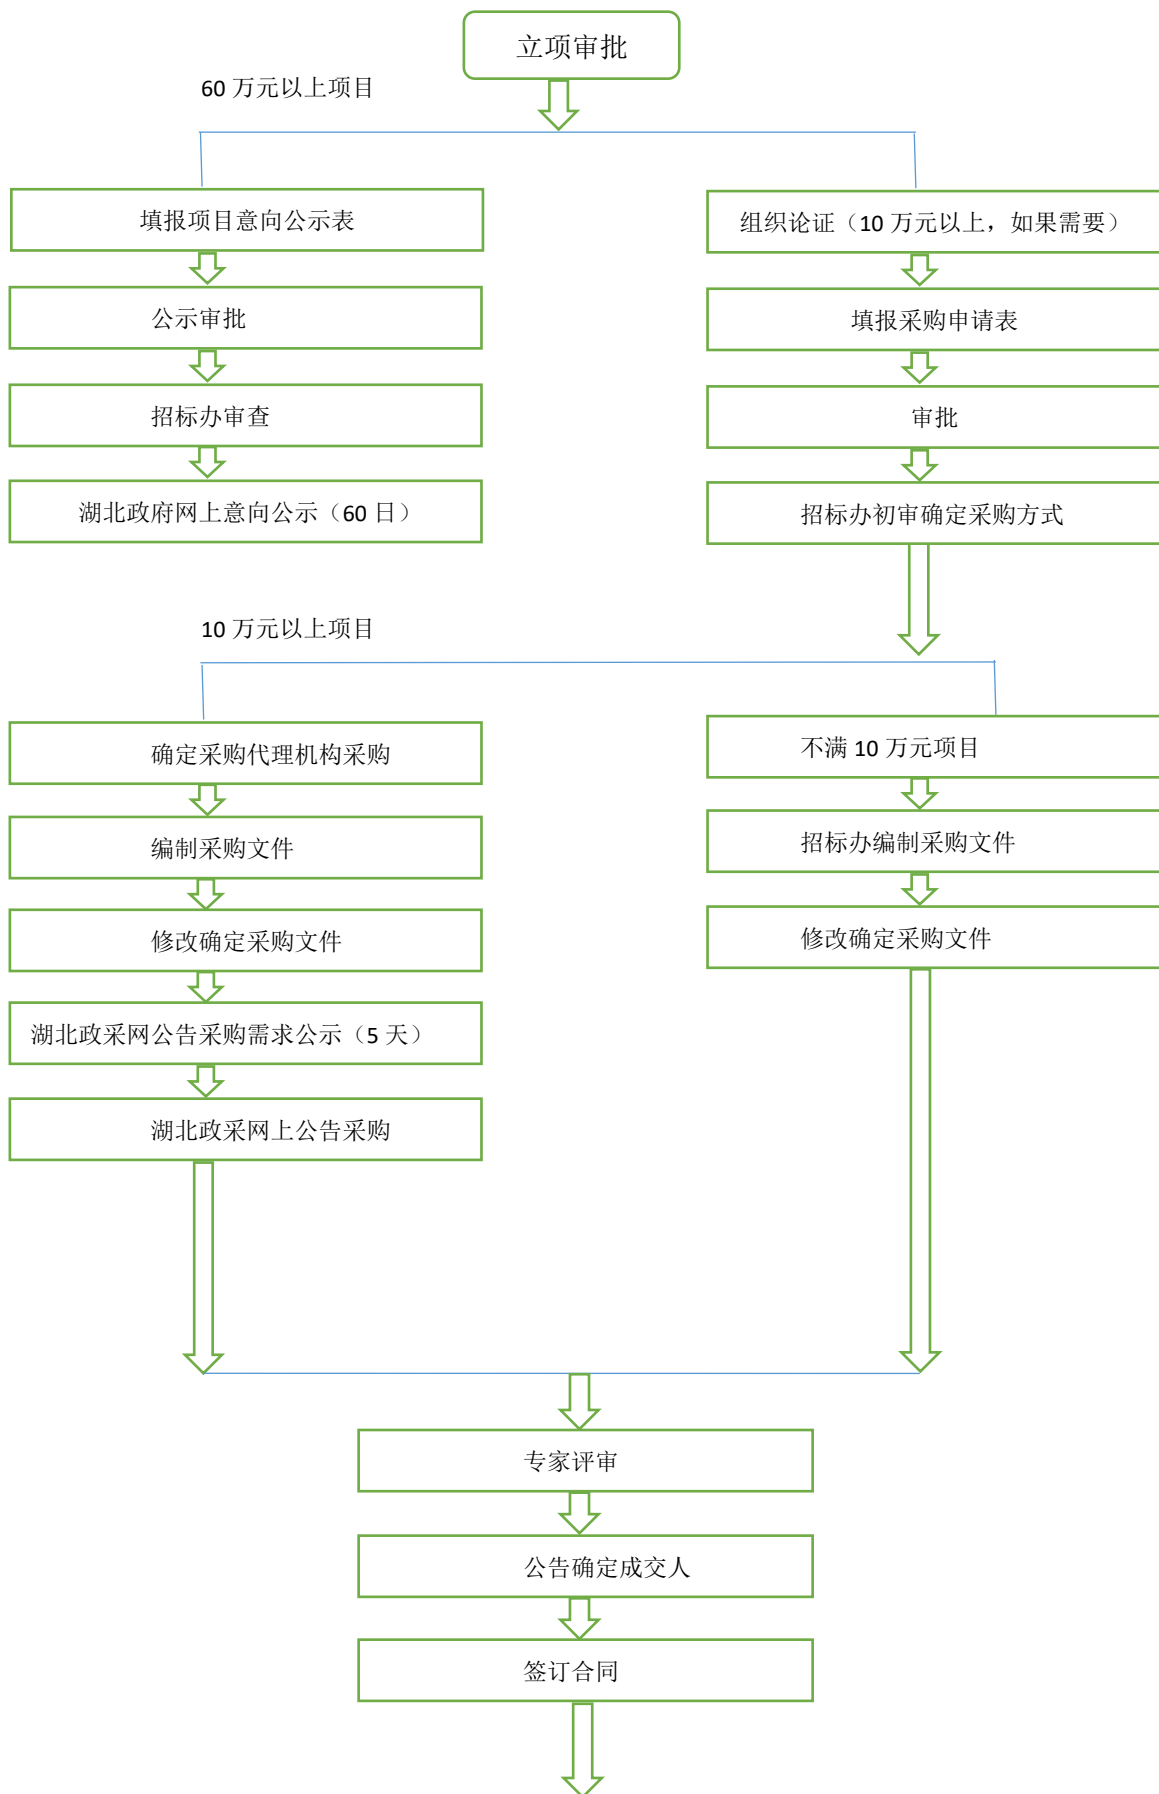 立项审批
60 万元以上项目
填报项目意向公示表
公示审批
招标办审查
湖北政府网上意向公示（60 日）
组织论证（10 万元以上，如果需要）
填报采购申请表
审批
招标办初审确定采购方式
10 万元以上项目
确定采购代理机构采购
编制采购文件
修改确定采购文件
湖北政采网公告采购需求公示（5 天）
湖北政采网上公告采购
不满 10 万元项目
招标办编制采购文件
修改确定采购文件
专家评审
公告确定成交人
签订合同